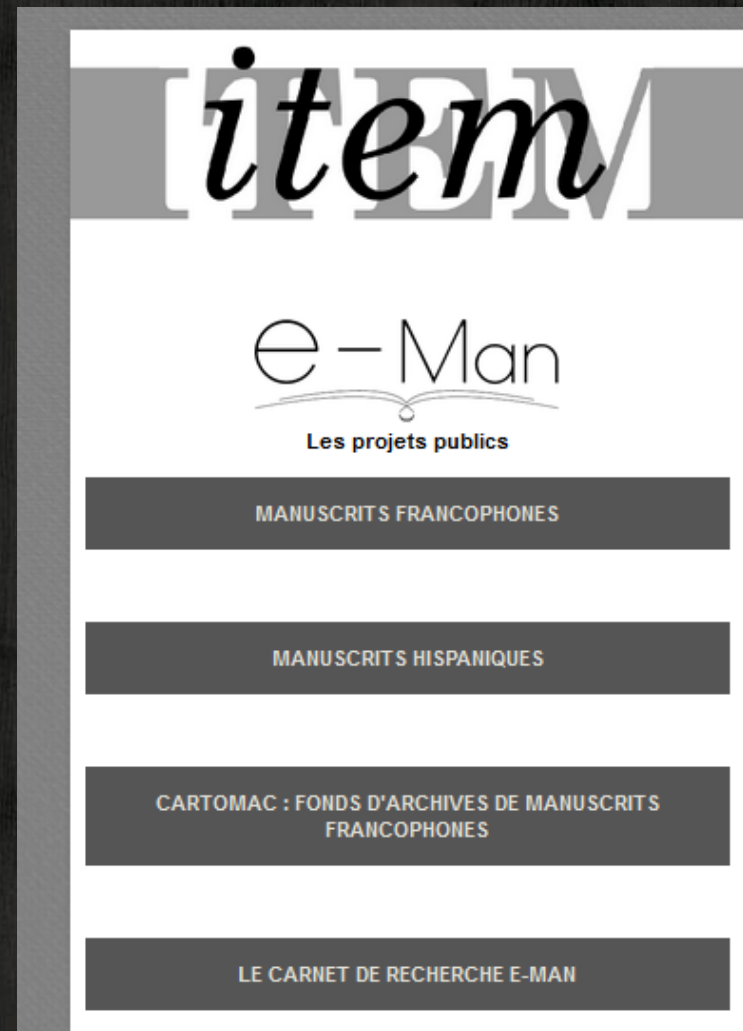 ITEM
item
e-Man
Les projets publics
MANUSCRITS FRANCOPHONES
MANUSCRITS HISPANIQUES
CARTOMAC : FONDS D'ARCHIVES DE MANUSCRITS
FRANCOPHONES
LE CARNET DE RECHERCHE E-MAN